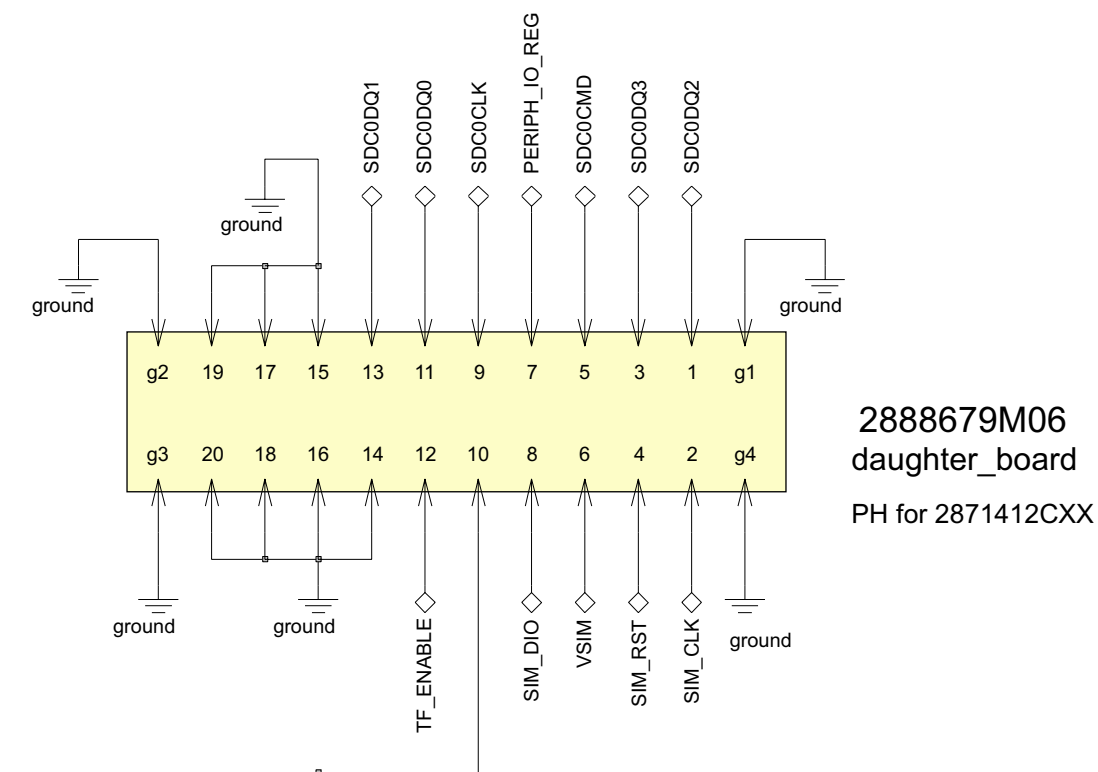 PERIPH_IO_REG
SDC0DQ1
SDC0DQ0
SDC0CLK
SDC0CMD
SDC0DQ3
SDC0DQ2
ground
ground
ground
g2 19 17 15 13 11 9 7 5 3 1 g1
g3 20 18 16 14 12 10 8 6 4 2 g4
2888679M06
daughter_board
PH for 2871412CXX
ground
ground
ground
TF_ENABLE
SIM_DIO
VSIM
SIM_RST
SIM_CLK